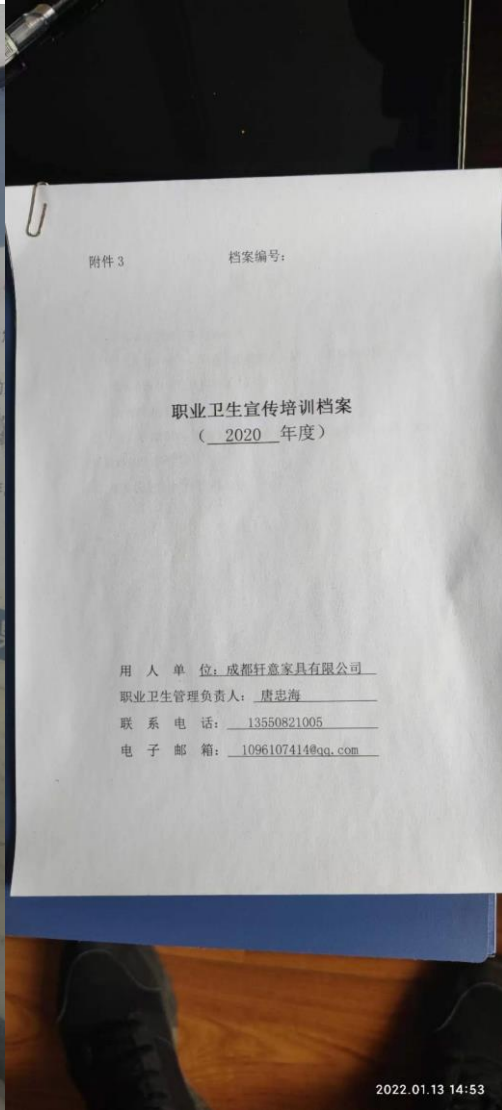 附件3 档案编号：
职业卫生宣传培训档案
（ 2020 年度）
用 人 单 位：成都轩意家具有限公司
职业卫生管理负责人：唐忠海
联 系 电 话：13550821005
电 子 邮 箱：1096107414@qq.com
2022.01.13 14:53